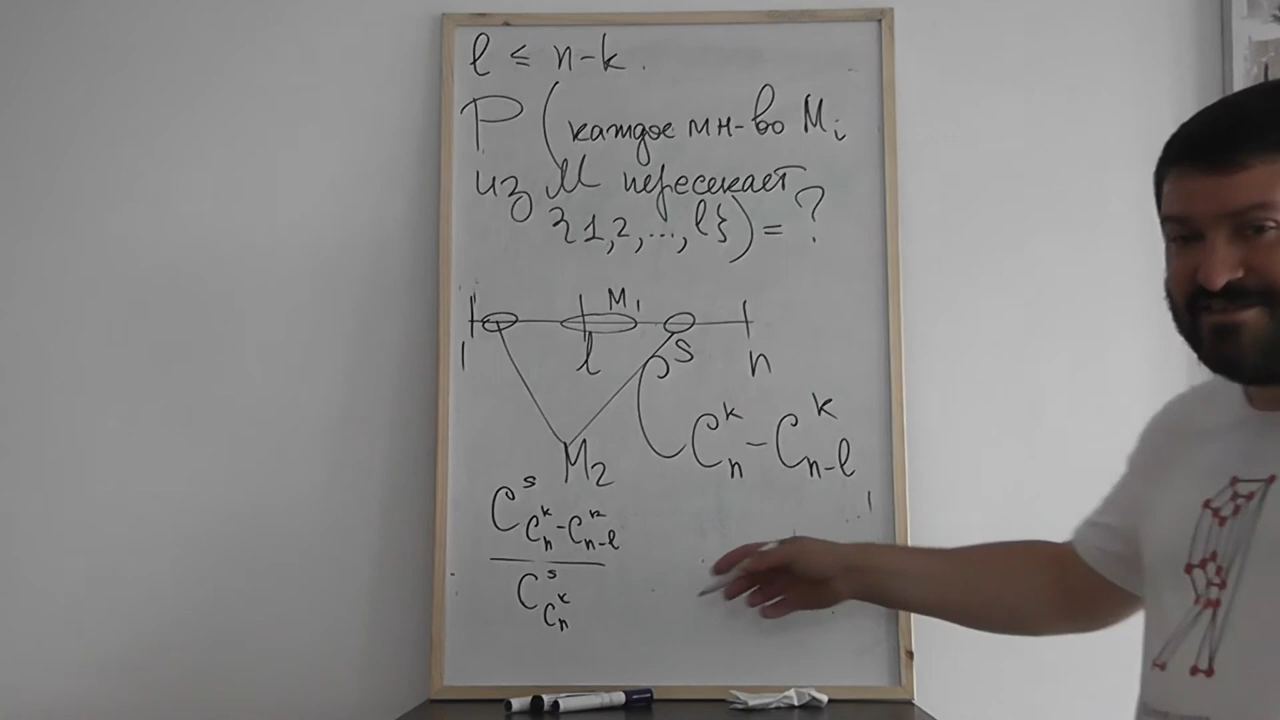 l ≤ n-k.
P (каждое мн-во M_i
из M пересекает
{1,2,...,l}) = ?
M_1
1 l s n
M_2
C_n^k - C_{n-l}^k
C^s_{C_n^k - C_{n-l}^k}
C^s_{C_n^k}